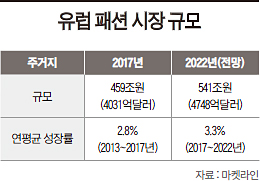 유럽 패션 시장 규모
주거지 2017년 2022년(전망)
규모 459조원 541조원
(4031억달러) (4748억달러)
연평균 성장률 2.8% 3.3%
(2013~2017년) (2017~2022년)
자료 : 마켓라인